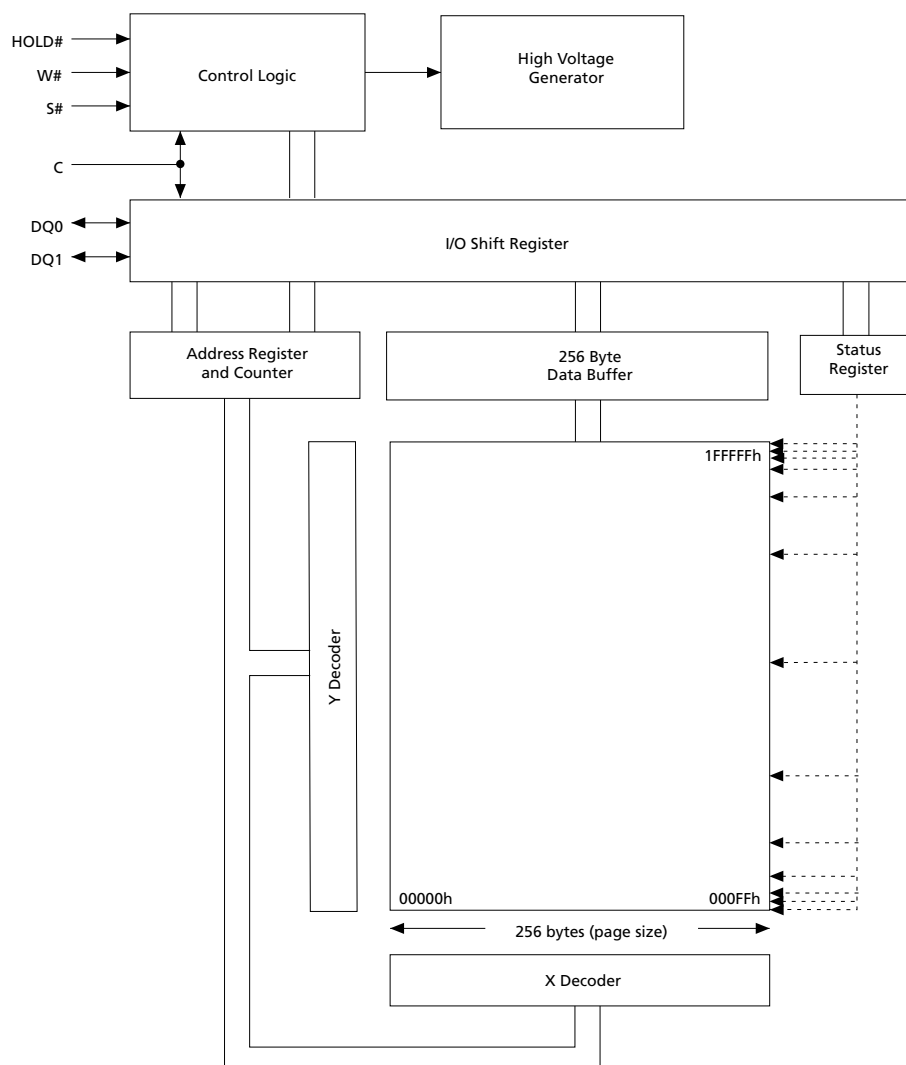 HOLD#
W#
S#
C
Control Logic
High Voltage
Generator
DQ0
DQ1
I/O Shift Register
Address Register
and Counter
256 Byte
Data Buffer
Status
Register
1FFFFFh
Y Decoder
00000h
000FFh
256 bytes (page size)
X Decoder